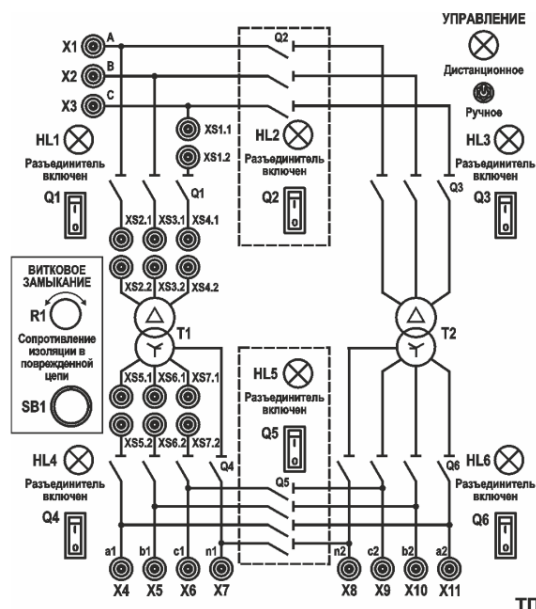 УПРАВЛЕНИЕ
Дистанционное
Ручное
X1
A
X2
B
X3
C
Q2
XS1.1
XS1.2
HL1
Разъединитель
включен
Q1
Q1
HL2
Разъединитель
включен
Q2
HL3
Разъединитель
включен
Q3
Q3
XS2.1
XS3.1
XS4.1
XS2.2
XS3.2
XS4.2
ВИТКОВОЕ
ЗАМЫКАНИЕ
R1
Сопротивление
изоляции в
поврежденной
цепи
SB1
T1
T2
XS5.1
XS6.1
XS7.1
XS5.2
XS6.2
XS7.2
HL5
Разъединитель
включен
Q5
Q5
HL4
Разъединитель
включен
Q4
Q4
HL6
Разъединитель
включен
Q6
Q6
a1
b1
c1
n1
n2
c2
b2
a2
X4
X5
X6
X7
X8
X9
X10
X11